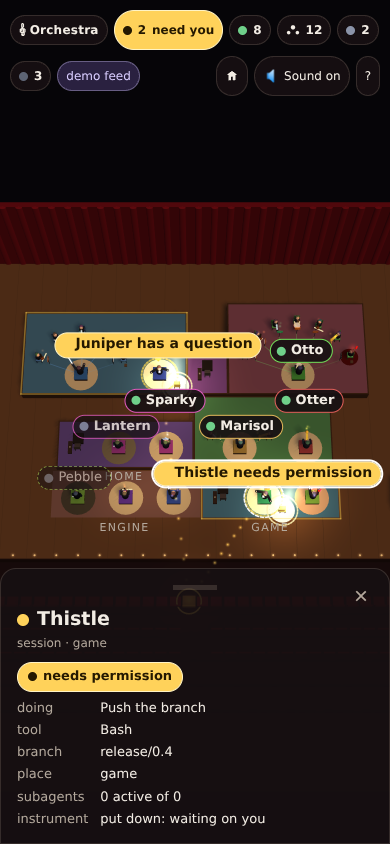 Orchestra
2 need you
8
12
2
3
demo feed
Sound on
?
Juniper has a question
Otto
Sparky
Otter
Lantern
Marisol
Pebble
HOME
Thistle needs permission
ENGINE
GAME
Thistle
session · game
needs permission
doing Push the branch
tool Bash
branch release/0.4
place game
subagents 0 active of 0
instrument put down: waiting on you